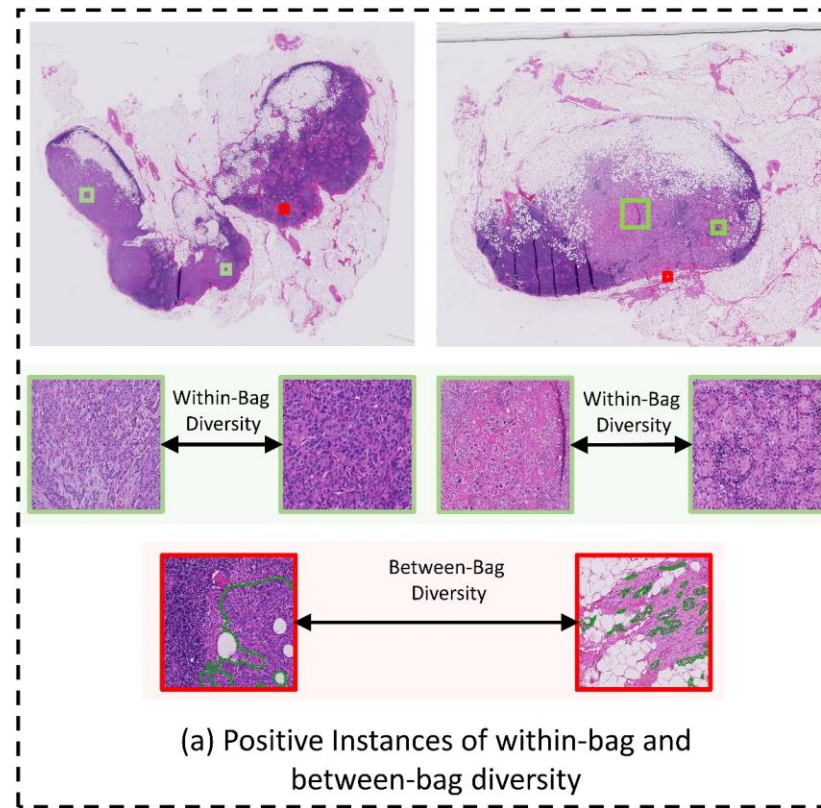 Within-Bag
Diversity
Within-Bag
Diversity
Between-Bag
Diversity
(a) Positive Instances of within-bag and
between-bag diversity